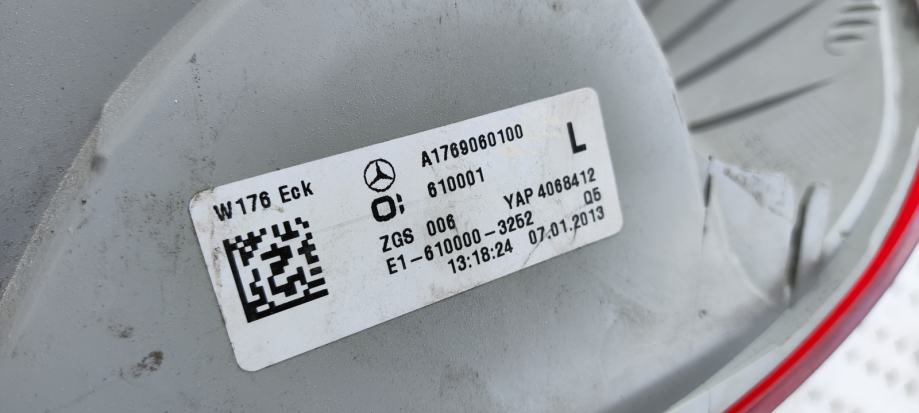 W176 Eck
A1769060100
L
610001
ZGS 006
YAP 4068412
E1-610000-3252
Q5
13:18:24 07.01.2013